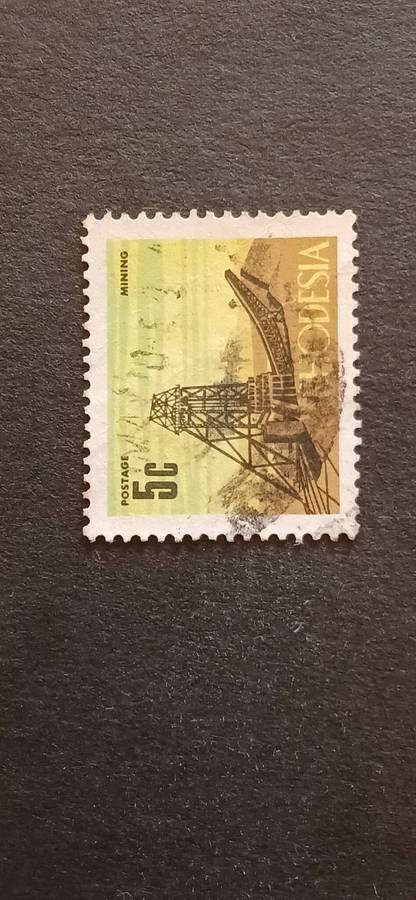 POSTAGE
MINING
5c
RHODESIA